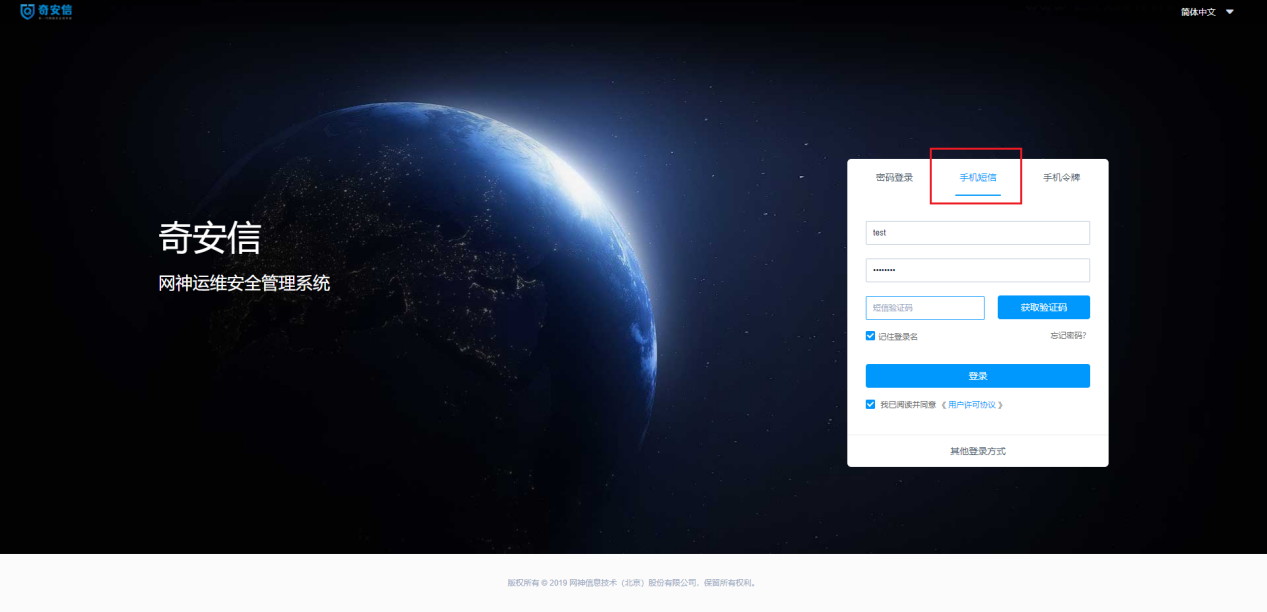 奇安信
简体中文
密码登录
手机短信
手机令牌
奇安信
网神运维安全管理系统
test
••••••••
短信验证码
获取验证码
记住登录名
忘记密码?
登录
我已阅读并同意 《 用户许可协议 》
其他登录方式
版权所有 © 2019 网神信息技术（北京）股份有限公司，保留所有权利。